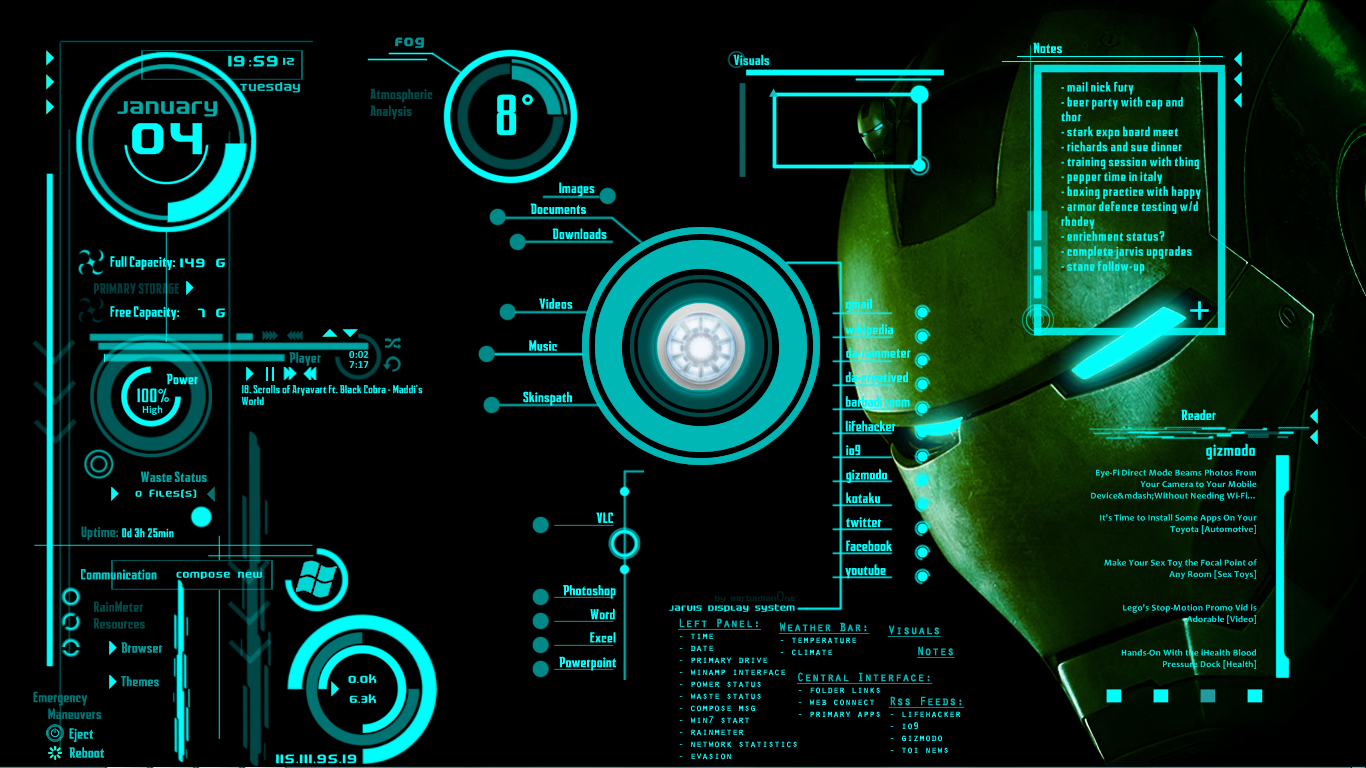 19:59 12
Tuesday
January
04
Full Capacity: 149 G
PRIMARY STORAGE
Free Capacity: 7 G
Player
0:02
7:17
18. Scrolls of Aryavart ft. Black Cobra - Maddi's
World
Power
100%
High
Waste Status
0 Files(s)
Uptime: 0d 3h 25min
Communication
compose new
RainMeter
Resources
Browser
Themes
Emergency
Maneuvers
Eject
Reboot
0.0k
6.3k
115.111.95.19
Fog
Atmospheric
Analysis
8°
Images
Documents
Downloads
Videos
Music
Skinspath
VLC
Photoshop
Word
Excel
Powerpoint
Visuals
gmail
wikipedia
da-rainmeter
lifehacker
io9
gizmodo
kotaku
twitter
facebook
youtube
Jarvis Display System
Left Panel:
- Time
- Date
- Primary Drive
- Winamp Interface
- Power Status
- Waste Status
- Compose Msg
- Win7 Start
- Rainmeter
- Network Statistics
- Evasion
Weather Bar:
- Temperature
- Climate
Central Interface:
- Folder Links
- Web Connect
- Primary Apps
Visuals
Notes
Rss Feeds:
- Lifehacker
- io9
- Gizmodo
- TOI News
Notes
- mail nick fury
- beer party with cap and
thor
- stark expo board meet
- richards and sue dinner
- training session with thing
- pepper time in italy
- boxing practice with happy
- armor defence testing w/d
rhodey
- enrichment status?
- complete jarvis upgrades
- stane follow-up
Reader
gizmodo
Eye-Fi Direct Mode Beams Photos From
Your Camera to Your Mobile
Device&mdash;Without Needing Wi-Fi...
It's Time to Install Some Apps On Your
Toyota [Automotive]
Make Your Sex Toy the Focal Point of
Any Room [Sex Toys]
Lego's Stop-Motion Promo Vid is
Adorable [Video]
Hands-On With the iHealth Blood
Pressure Dock [Health]